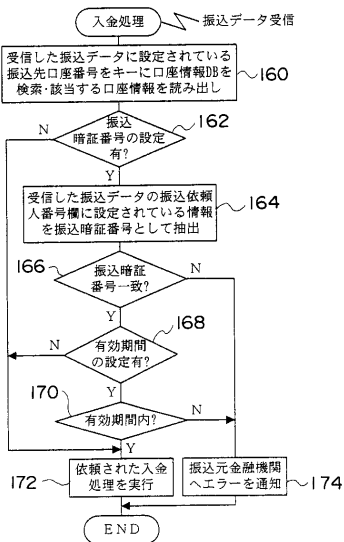 入金処理
振込データ受信
受信した振込データに設定されている
振込先口座番号をキーに口座情報DBを
検索・該当する口座情報を読み出し
160
振込
暗証番号の設定
有?
162
N
Y
受信した振込データの振込依頼
人番号欄に設定されている情報
を振込暗証番号として抽出
164
166
振込暗証
番号一致?
N
Y
168
有効期間
の設定有?
N
Y
170
有効期間内?
N
Y
172
依頼された入金
処理を実行
振込元金融機関
へエラーを通知
174
END